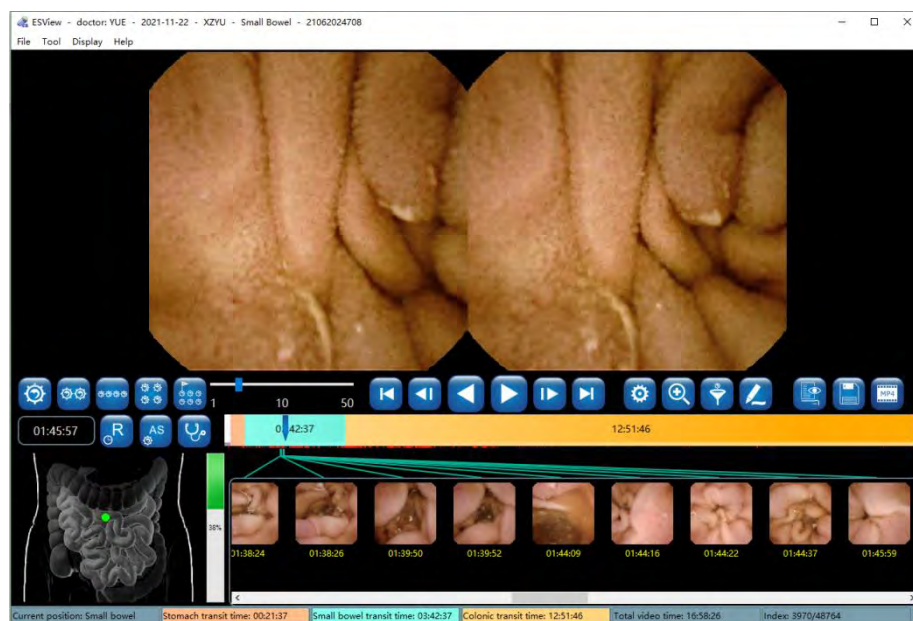 ESView - doctor: YUE - 2021-11-22 - XZYU - Small Bowel - 21062024708
File Tool Display Help
1 10 50
MP4
01:45:57 R AS :42:37 12:51:46
38%
01:38:24 01:38:26 01:39:50 01:39:52 01:44:09 01:44:16 01:44:22 01:44:37 01:45:59
Current position: Small bowel Stomach transit time: 00:21:37 Small bowel transit time: 03:42:37 Colonic transit time: 12:51:46 Total video time: 16:58:26 Index: 3970/48764